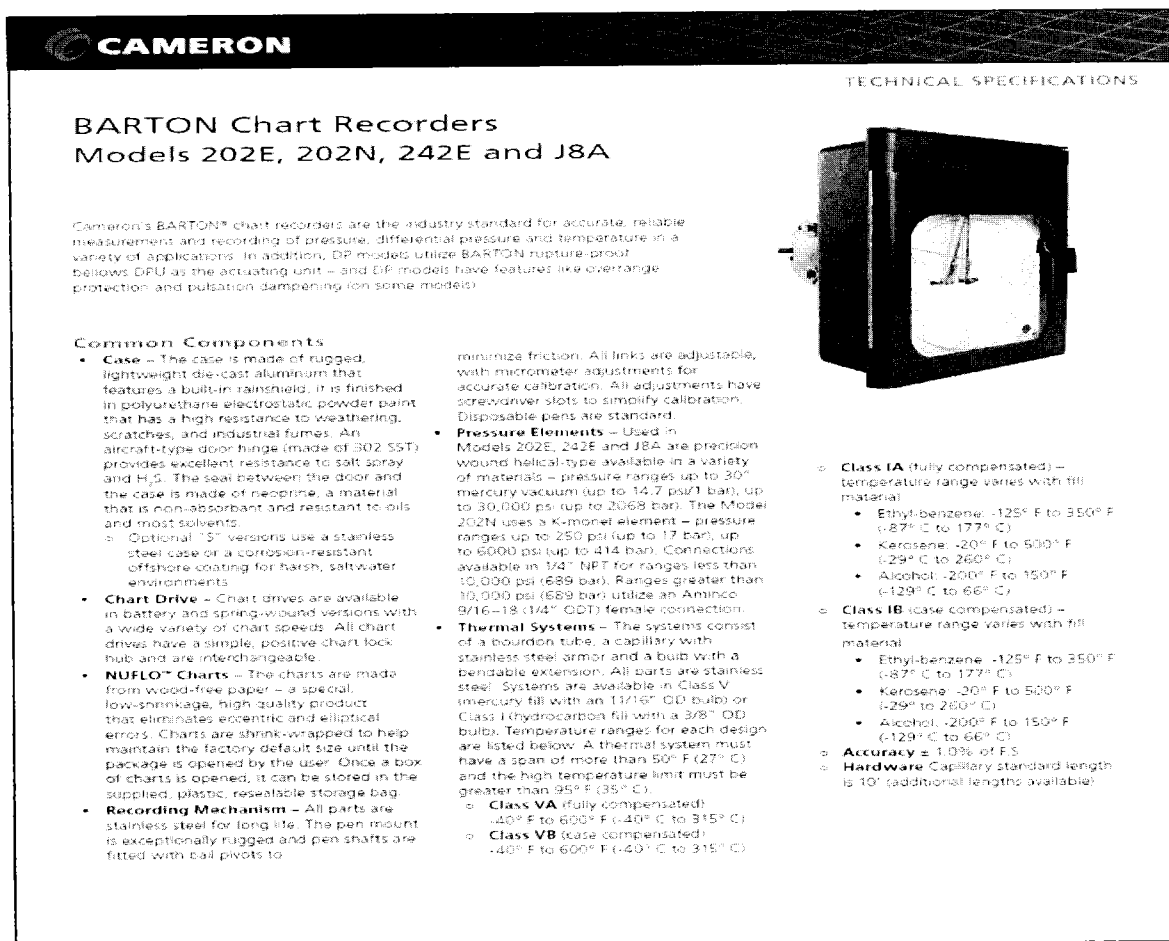 CAMERON
TECHNICAL SPECIFICATIONS
BARTON Chart Recorders
Models 202E, 202N, 242E and J8A
Cameron's BARTON® chart recorders are the industry standard for accurate, reliable
measurement and recording of pressure, differential pressure and temperature in a
variety of applications. In addition, DP models utilize BARTON rupture-proof
bellows DPU as the actuating unit – and DP models have features like overrange
protection and pulsation dampening (on some models)
Common Components
• Case – The case is made of rugged,
lightweight die-cast aluminum that
features a built-in rainshield, it is finished
in polyurethane electrostatic powder paint
that has a high resistance to weathering,
scratches, and industrial fumes. An
aircraft-type door hinge (made of 302 SST)
provides excellent resistance to salt spray
and H₂S. The seal between the door and
the case is made of neoprine, a material
that is non-absorbant and resistant to oils
and most solvents.
o Optional "S" versions use a stainless
steel case or a corrosion-resistant
offshore coating for harsh, saltwater
environments
• Chart Drive – Chart drives are available
in battery and spring-wound versions with
a wide variety of chart speeds. All chart
drives have a simple, positive chart lock
hub and are interchangeable.
• NUFLO™ Charts – The charts are made
from wood-free paper – a special,
low-shrinkage, high quality product
that eliminates eccentric and elliptical
errors. Charts are shrink-wrapped to help
maintain the factory default size until the
package is opened by the user. Once a box
of charts is opened, it can be stored in the
supplied, plastic, resealable storage bag.
• Recording Mechanism – All parts are
stainless steel for long life. The pen mount
is exceptionally rugged and pen shafts are
fitted with ball pivots to
minimize friction. All links are adjustable,
with micrometer adjustments for
accurate calibration. All adjustments have
screwdriver slots to simplify calibration.
Disposable pens are standard.
• Pressure Elements – Used in
Models 202E, 242E and J8A are precision
wound helical-type available in a variety
of materials – pressure ranges up to 30"
mercury vacuum (up to 14.7 psi/1 bar), up
to 30,000 psi (up to 2068 bar). The Model
202N uses a K-monel element – pressure
ranges up to 250 psi (up to 17 bar), up
to 6000 psi (up to 414 bar). Connections
available in 1/4" NPT for ranges less than
10,000 psi (689 bar). Ranges greater than
10,000 psi (689 bar) utilize an Aminco
9/16–18 (1/4" ODT) female connection.
• Thermal Systems – The systems consist
of a bourdon tube, a capillary with
stainless steel armor and a bulb with a
bendable extension. All parts are stainless
steel. Systems are available in Class V
(mercury fill with an 11/16" OD bulb) or
Class I (hydrocarbon fill with a 3/8" OD
bulb). Temperature ranges for each design
are listed below. A thermal system must
have a span of more than 50° F (27° C)
and the high temperature limit must be
greater than 95° F (35° C).
o Class VA (fully compensated)
-40° F to 600° F (-40° C to 315° C)
o Class VB (case compensated)
-40° F to 600° F (-40° C to 315° C)
o Class IA (fully compensated) –
temperature range varies with fill
material
• Ethyl-benzene: -125° F to 350° F
(-87° C to 177° C)
• Kerosene: -20° F to 500° F
(-29° C to 260° C)
• Alcohol: -200° F to 150° F
(-129° C to 66° C)
o Class IB (case compensated) –
temperature range varies with fill
material
• Ethyl-benzene: -125° F to 350° F
(-87° C to 177° C)
• Kerosene: -20° F to 500° F
(-29° to 260° C)
• Alcohol: -200° F to 150° F
(-129° C to 66° C)
o Accuracy ± 1.0% of F.S.
o Hardware Capillary standard length
is 10' (additional lengths available)